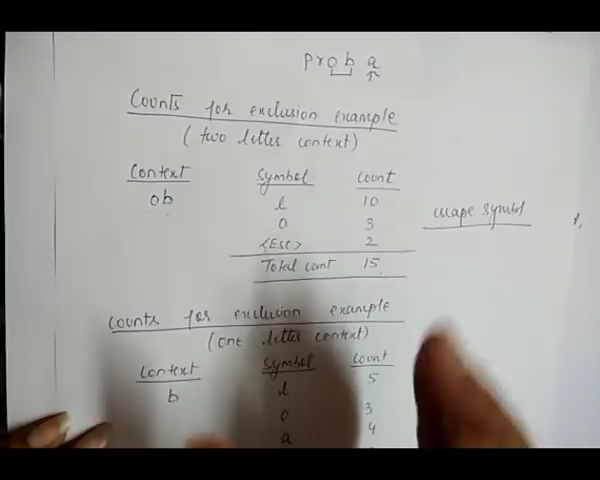 proba
Counts for exclusion example
(two letter context)
Context Symbol Count
ob l 10
o 3
<Esc> 2
Total count 15
escape symbol
Counts for exclusion example
(one letter context)
Context Symbol Count
b l 5
o 3
a 4